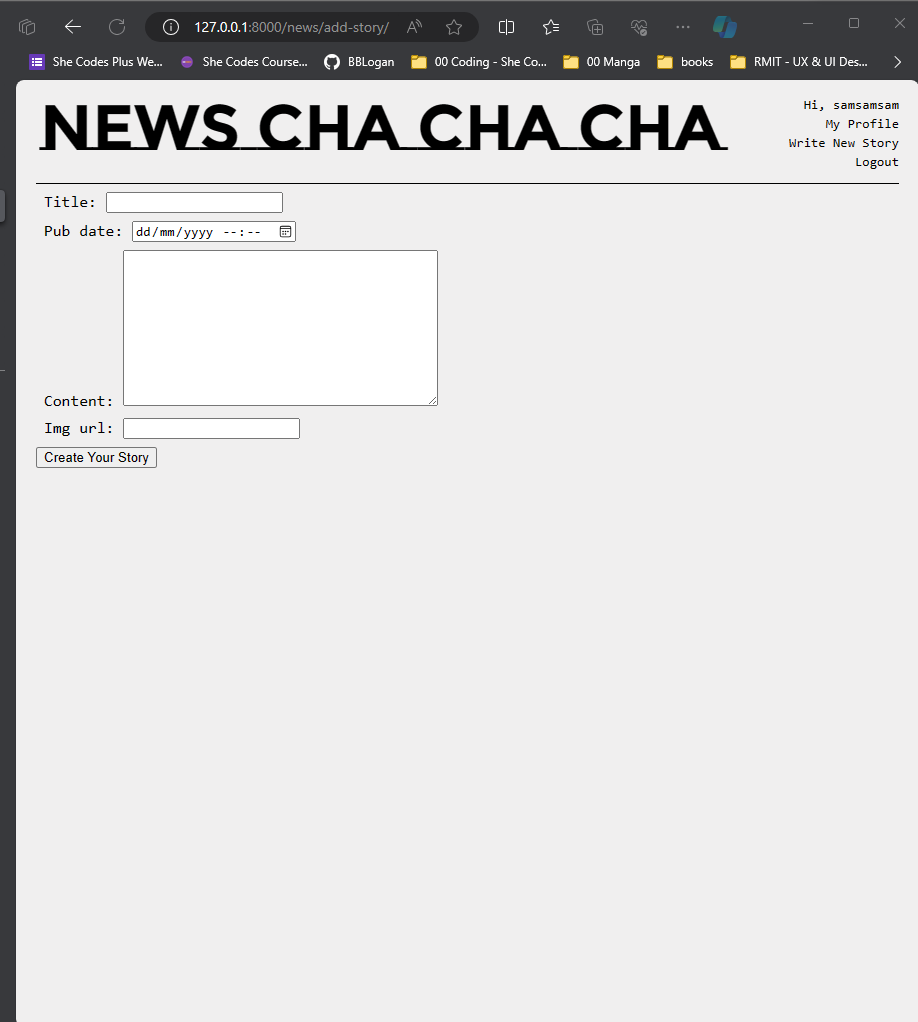 127.0.0.1:8000/news/add-story/
She Codes Plus We... She Codes Course... BBLogan 00 Coding - She Co... 00 Manga books RMIT - UX & UI Des...
NEWS CHA CHA CHA
Hi, samsamsam
My Profile
Write New Story
Logout
Title:
Pub date: dd/mm/yyyy --:--
Content:
Img url:
Create Your Story